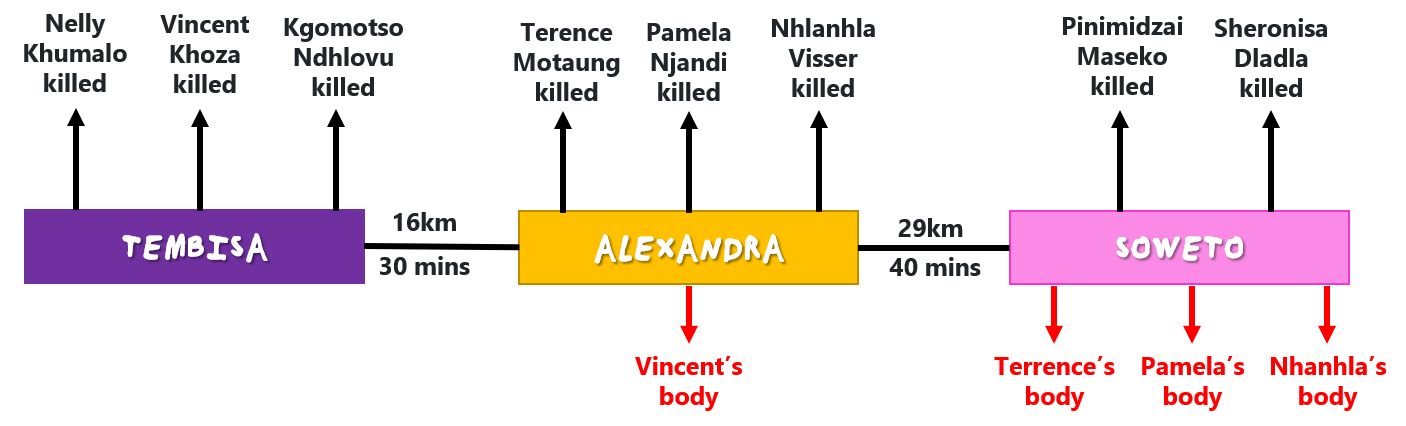 Nelly
Khumalo
killed
Vincent
Khoza
killed
Kgomotso
Ndhlovu
killed
Terence
Motaung
killed
Pamela
Njandi
killed
Nhlanhla
Visser
killed
Pinimidzai
Maseko
killed
Sheronisa
Dladla
killed
TEMBISA
16km
30 mins
ALEXANDRA
29km
40 mins
SOWETO
Vincent's
body
Terrence's
body
Pamela's
body
Nhanhla's
body